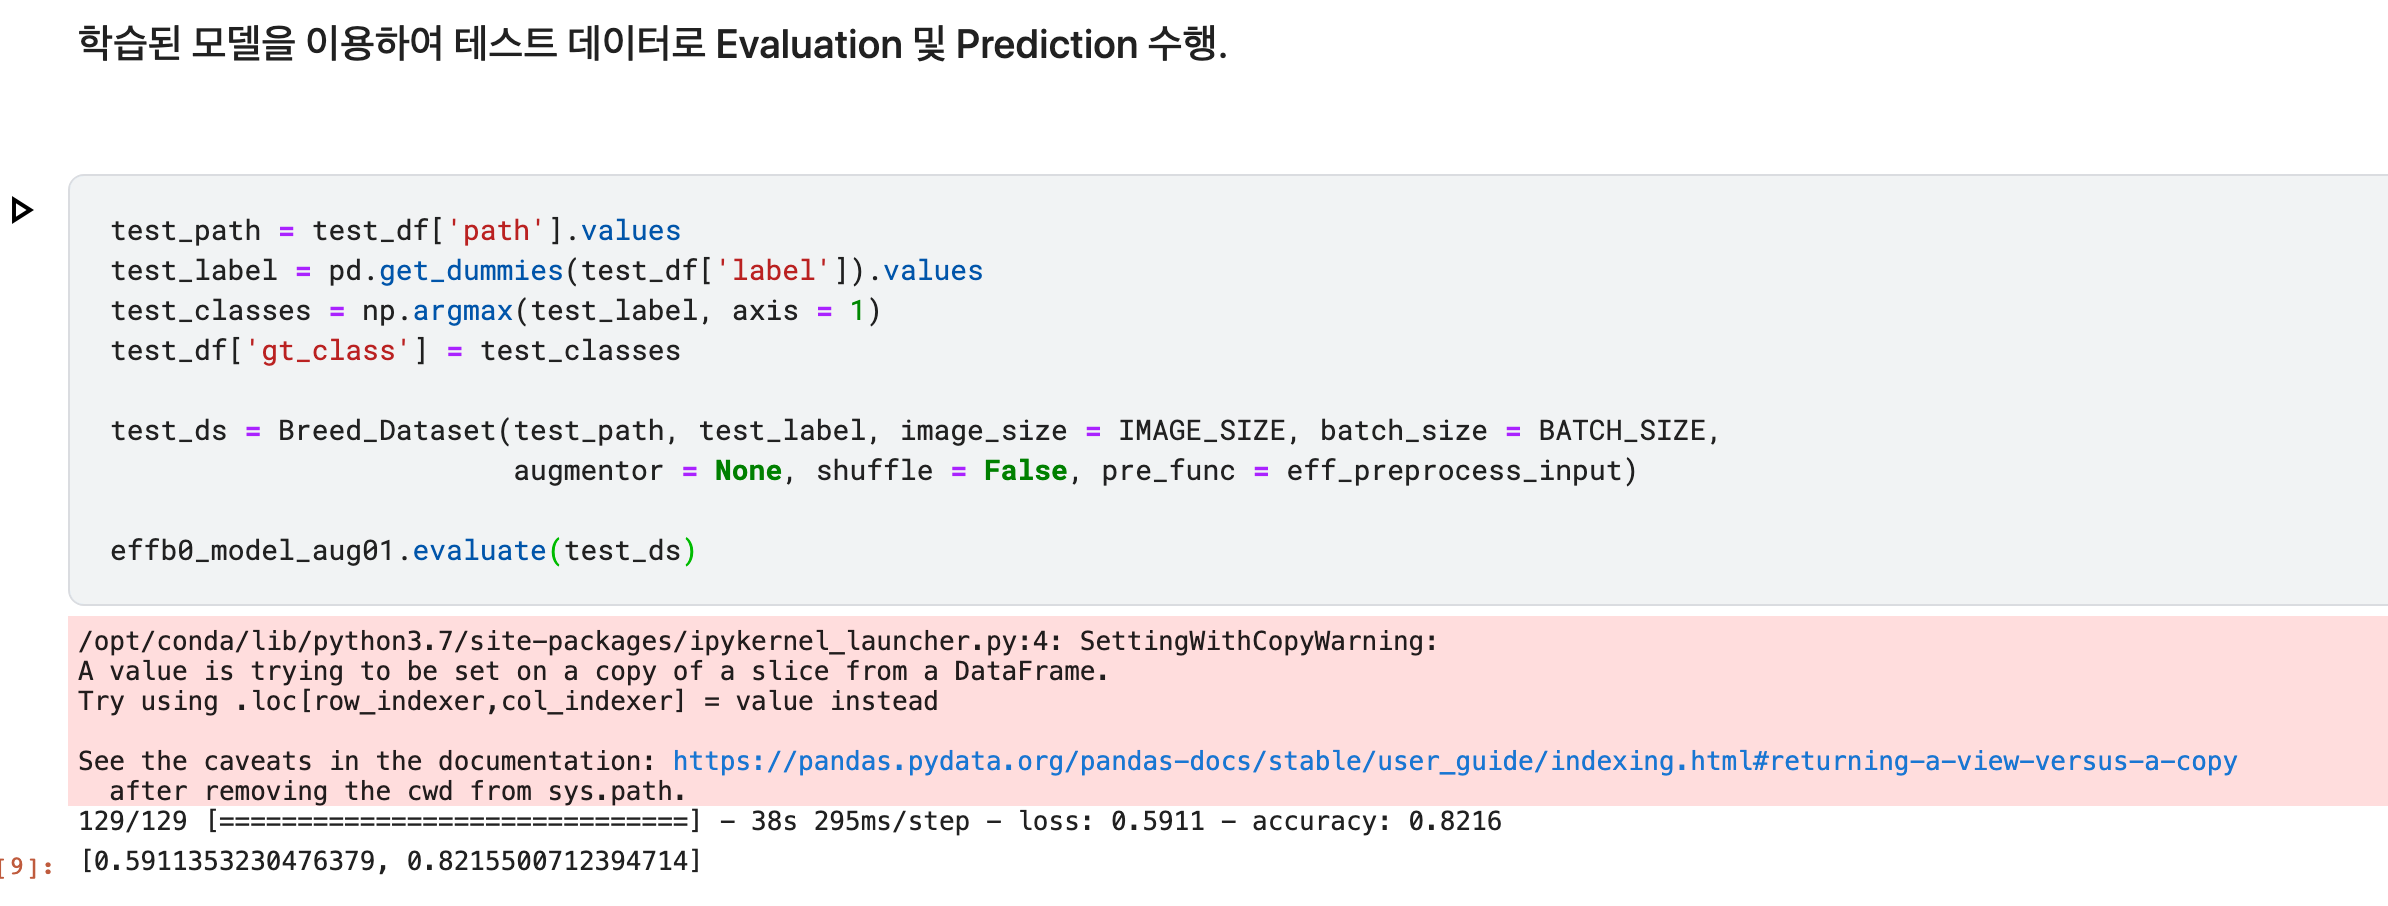 학습된 모델을 이용하여 테스트 데이터로 Evaluation 및 Prediction 수행.
test_path = test_df['path'].values
test_label = pd.get_dummies(test_df['label']).values
test_classes = np.argmax(test_label, axis = 1)
test_df['gt_class'] = test_classes
test_ds = Breed_Dataset(test_path, test_label, image_size = IMAGE_SIZE, batch_size = BATCH_SIZE,
augmentor = None, shuffle = False, pre_func = eff_preprocess_input)
effb0_model_aug01.evaluate(test_ds)
/opt/conda/lib/python3.7/site-packages/ipykernel_launcher.py:4: SettingWithCopyWarning:
A value is trying to be set on a copy of a slice from a DataFrame.
Try using .loc[row_indexer,col_indexer] = value instead
See the caveats in the documentation: https://pandas.pydata.org/pandas-docs/stable/user_guide/indexing.html#returning-a-view-versus-a-copy
after removing the cwd from sys.path.
129/129 [==============================] - 38s 295ms/step - loss: 0.5911 - accuracy: 0.8216
[9]: [0.5911353230476379, 0.8215500712394714]